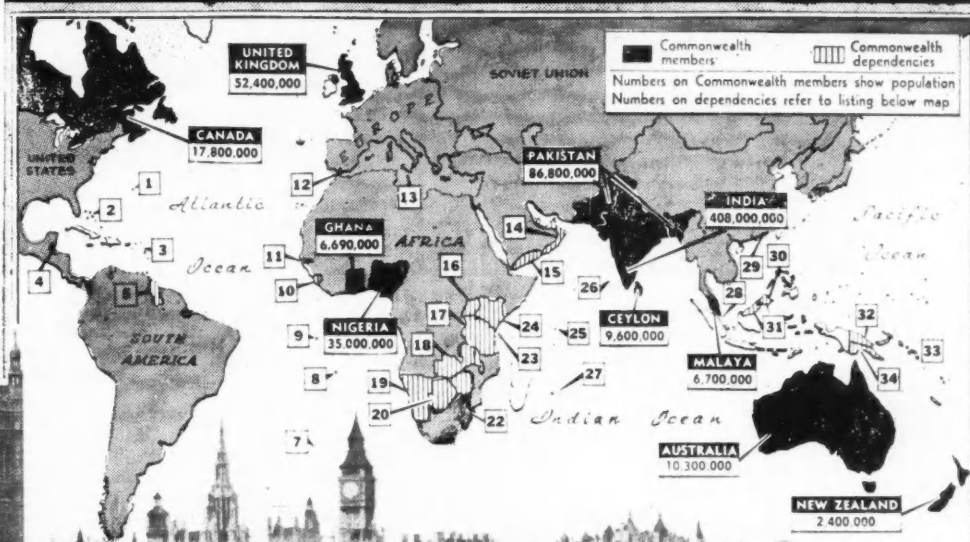 UNITED
KINGDOM
52,400,000
Commonwealth
members
Commonwealth
dependencies
Numbers on Commonwealth members show population
Numbers on dependencies refer to listing below map
SOVIET UNION
EUROPE
CANADA
17,800,000
UNITED
STATES
PAKISTAN
86,800,000
INDIA
408,000,000
1
2
3
4
Atlantic
Ocean
12
13
14
15
GHANA
6,690,000
AFRICA
11
10
16
26
Pacific
Ocean
30
29
28
31
32
33
34
SOUTH
AMERICA
NIGERIA
35,000,000
9
8
7
17
18
19
20
22
23
24
25
27
CEYLON
9,600,000
MALAYA
6,700,000
Indian Ocean
AUSTRALIA
10,300,000
NEW ZEALAND
2,400,000